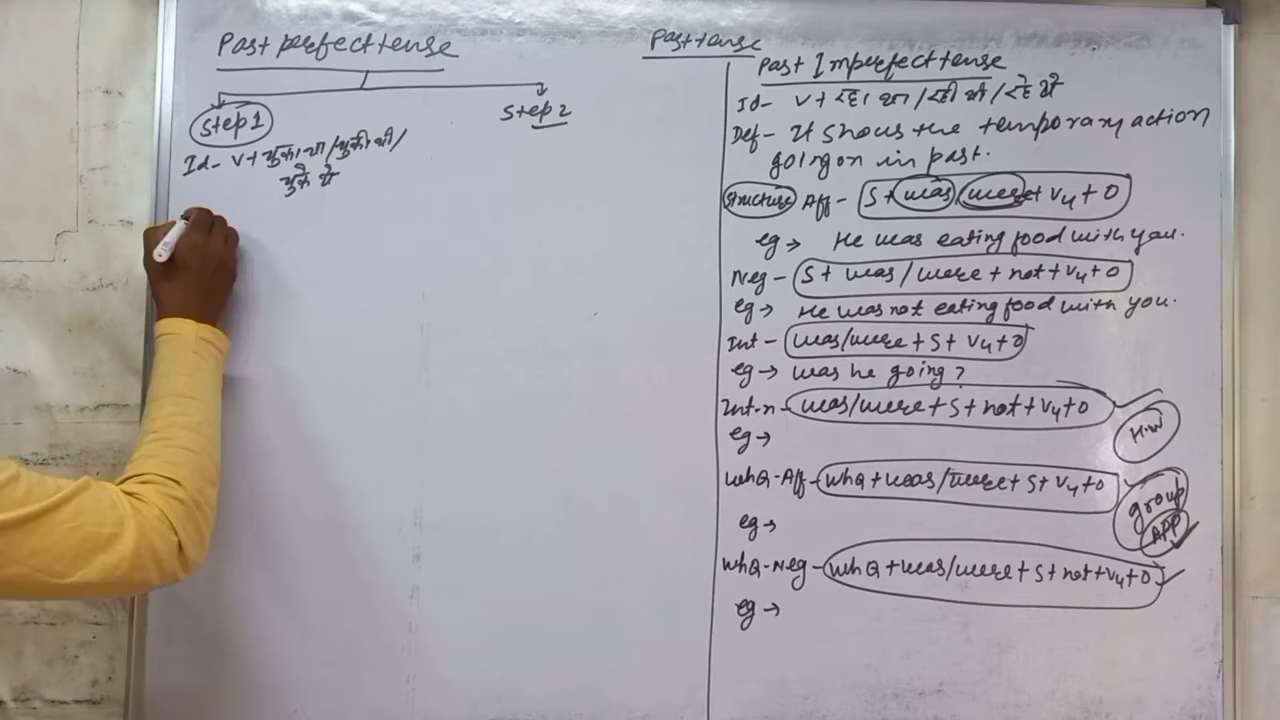 Past perfect tense
Step 1
Step 2
Id- V+ चुका था/चुकी थी/
चुके थे
Past tense
Past Imperfect tense
Id- V+ रहा था/रही थी/रहे थे
Def- It shows the temporary action
going on in past.
Structure Aff- S+was/were+V4+O
eg→ He was eating food with you.
Neg- S+was/were+not+V4+O
eg→ He was not eating food with you.
Int- was/were+S+V4+O
eg→ was he going?
Int-n- was/were+S+not+V4+O
H.W
eg→
WhQ-Aff- WhQ+was/were+S+V4+O
group
APP
eg→
WhQ-Neg- WhQ+was/were+S+not+V4+O
eg→